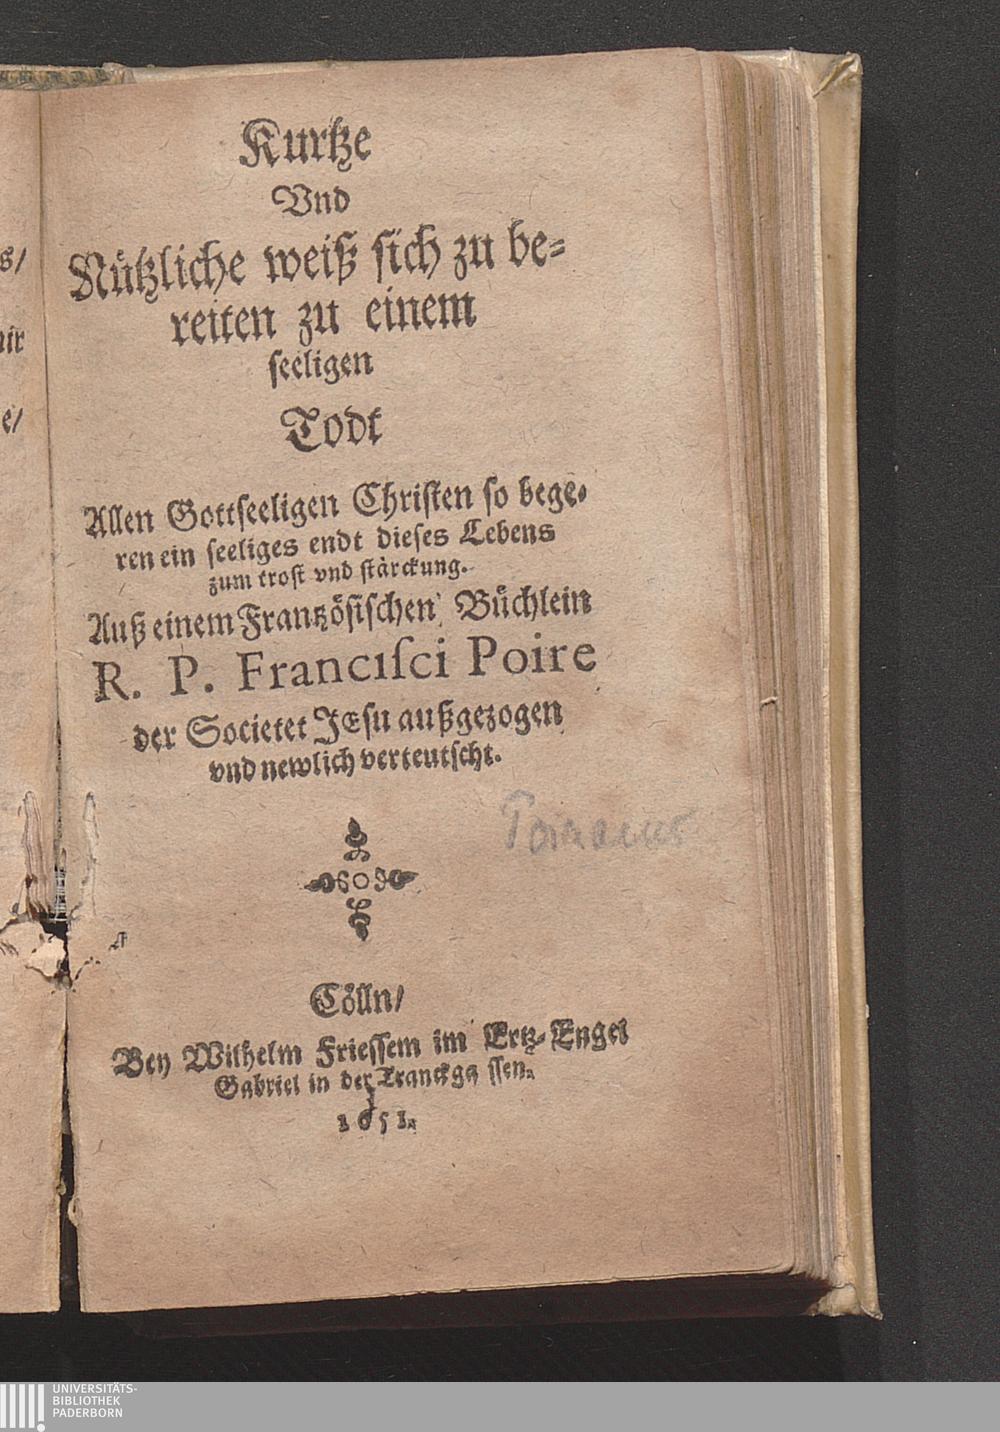 Kurtze
Vnd
Nützliche weiß sich zu be-
reiten zu einem
seeligen
Todt
Allen Gottseeligen Christen so bege-
ren ein seeliges endt dieses Lebens
zum trost vnd stärckung.
Auß einem Frantzösischen Büchlein
R. P. Franciſci Poire
der Societet JEsu außgezogen
vnd newlich verteutscht.
Cölln/
Bey Wilhelm Friessem im Ertz-Engel
Gabriel in der Tranckga ssen.
1651.
s/
e/
UNIVERSITÄTS-
BIBLIOTHEK
PADERBORN